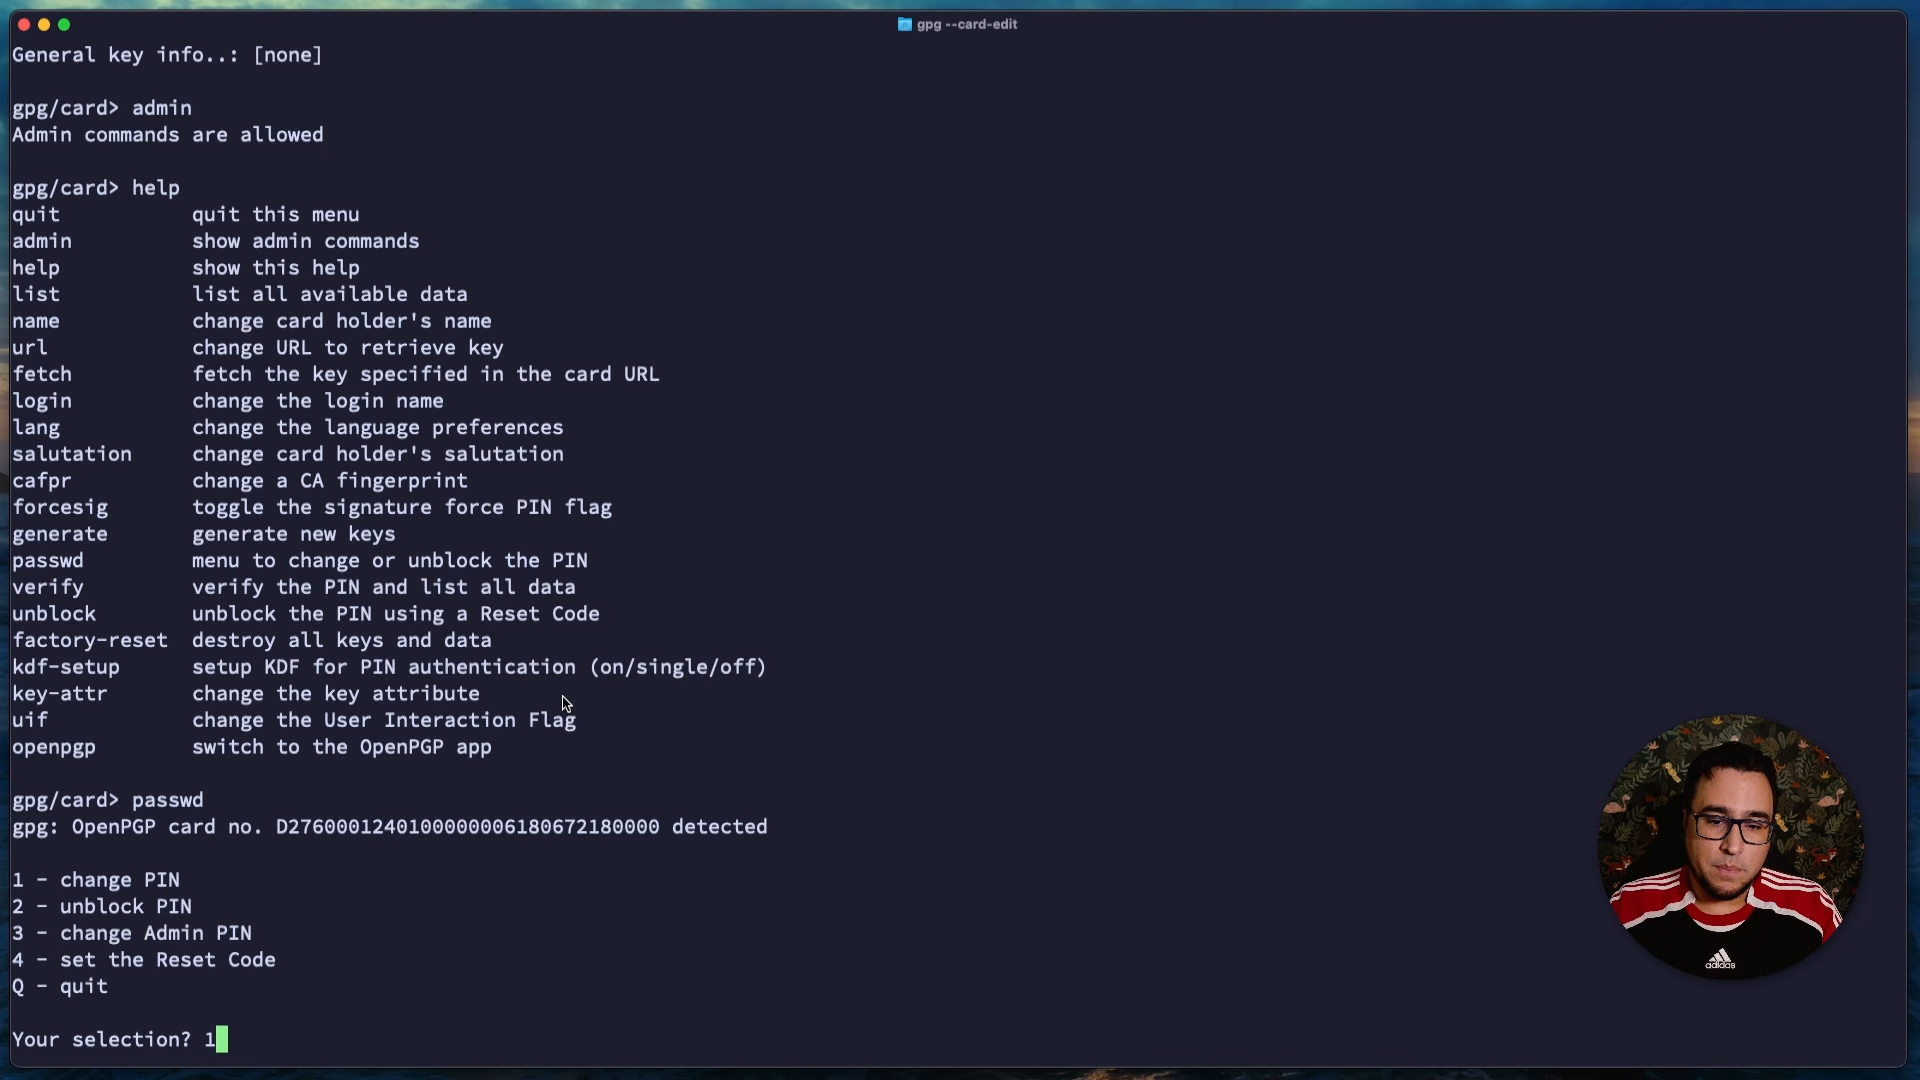 gpg --card-edit
General key info..: [none]
gpg/card> admin
Admin commands are allowed
gpg/card> help
quit quit this menu
admin show admin commands
help show this help
list list all available data
name change card holder's name
url change URL to retrieve key
fetch fetch the key specified in the card URL
login change the login name
lang change the language preferences
salutation change card holder's salutation
cafpr change a CA fingerprint
forcesig toggle the signature force PIN flag
generate generate new keys
passwd menu to change or unblock the PIN
verify verify the PIN and list all data
unblock unblock the PIN using a Reset Code
factory-reset destroy all keys and data
kdf-setup setup KDF for PIN authentication (on/single/off)
key-attr change the key attribute
uif change the User Interaction Flag
openpgp switch to the OpenPGP app
gpg/card> passwd
gpg: OpenPGP card no. D2760001240100000006180672180000 detected
1 - change PIN
2 - unblock PIN
3 - change Admin PIN
4 - set the Reset Code
Q - quit
Your selection? 1
adidas